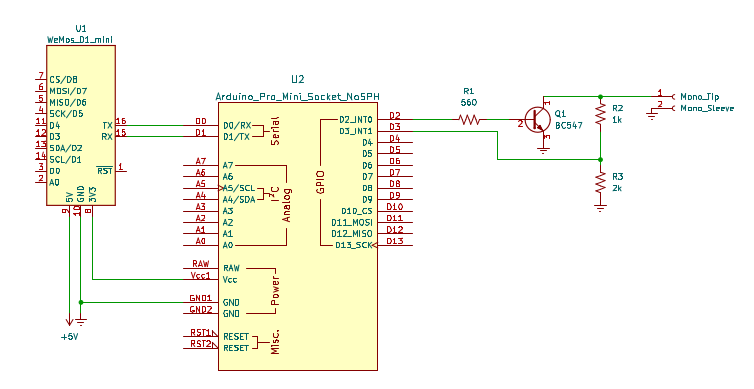 U1
WeMos_D1_mini
7 CS/D8
6 MOSI/D7
5 MISO/D6
4 SCK/D5
11 D4
12 D3
13 SDA/D2
14 SCL/D1
3 D0
2 A0
TX 16
RX 15
RST 1
5V GND 3V3
9 10 8
+5V
U2
Arduino_Pro_Mini_Socket_NoSPH
D0 D0/RX
D1 D1/TX
Serial
A7 A7
A6 A6
A5 A5/SCL
A4 A4/SDA
I²C
A3 A3
A2 A2
A1 A1
A0 A0
Analog
RAW RAW
Vcc1 Vcc
GND1 GND
GND2 GND
Power
RST1 RESET
RST2 RESET
Misc.
GPIO
D2_INT0 D2
D3_INT1 D3
D4 D4
D5 D5
D6 D6
D7 D7
D8 D8
D9 D9
D10_CS D10
D11_MOSI D11
D12_MISO D12
D13_SCK D13
R1
560
1
2
3
Q1
BC547
R2
1k
R3
2k
1 Mono_Tip
2 Mono_Sleeve